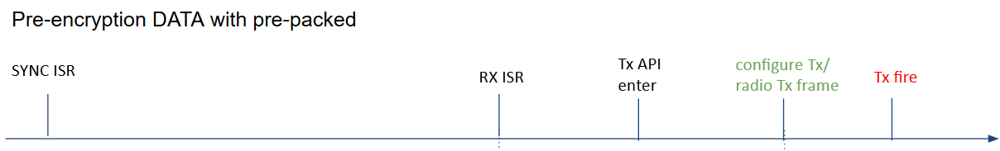 Pre-encryption DATA with pre-packed
SYNC ISR
RX ISR
Tx API
enter
configure Tx/
radio Tx frame
Tx fire